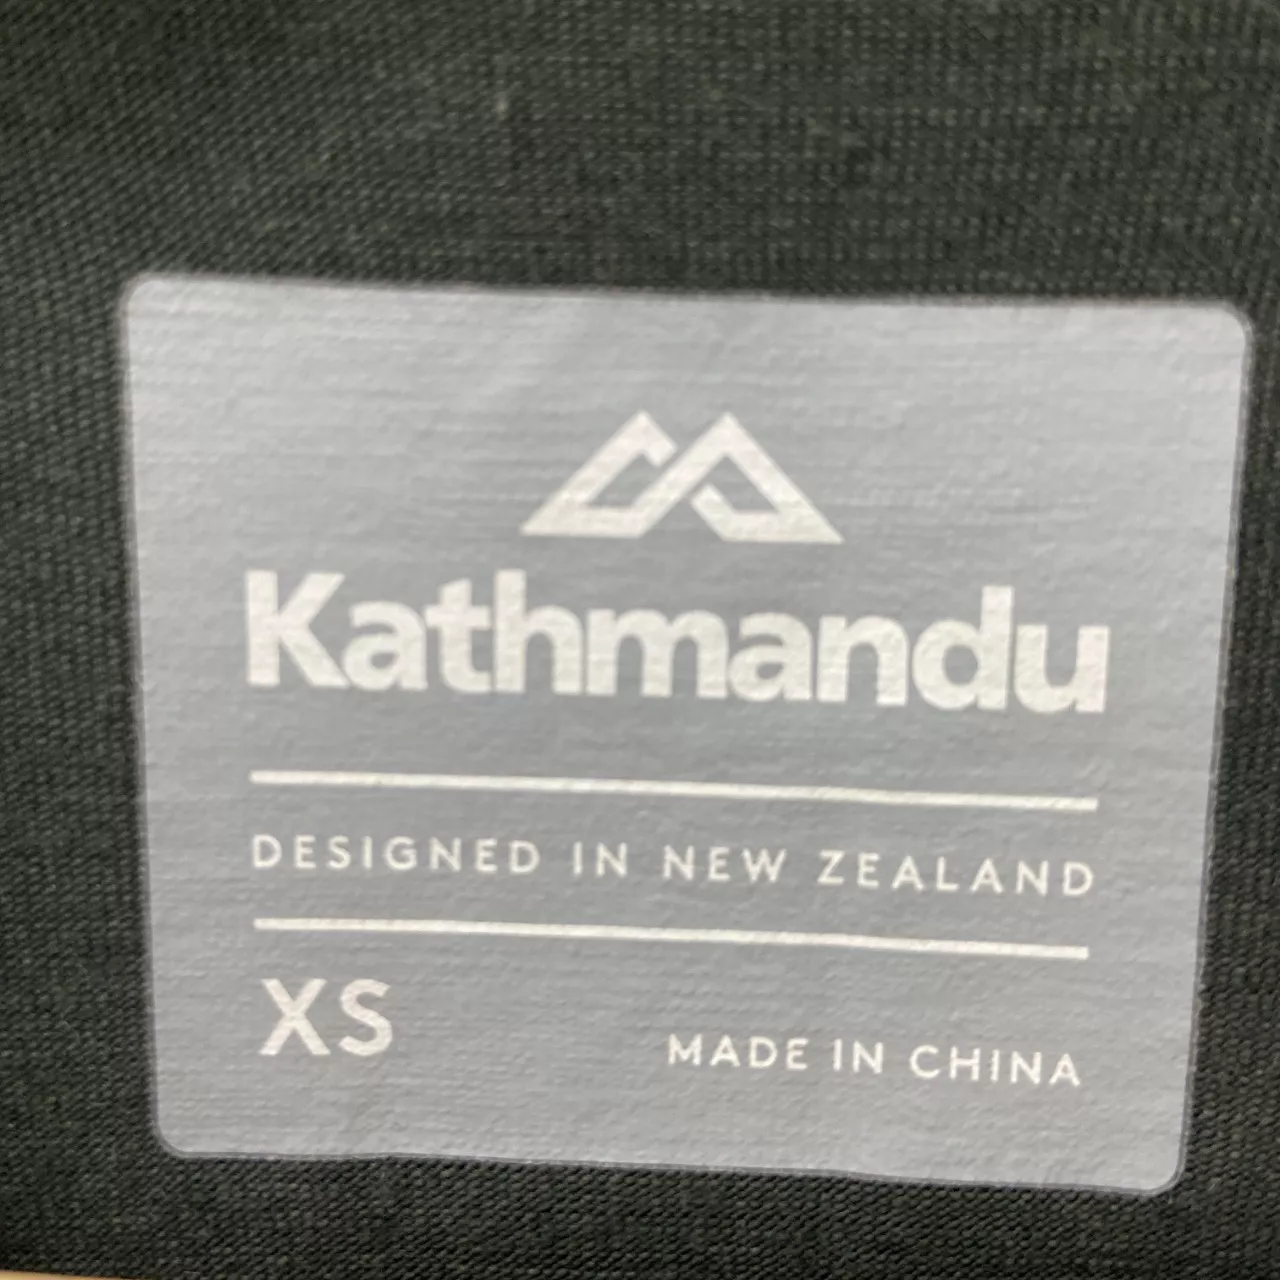 Kathmandu
DESIGNED IN NEW ZEALAND
XS
MADE IN CHINA